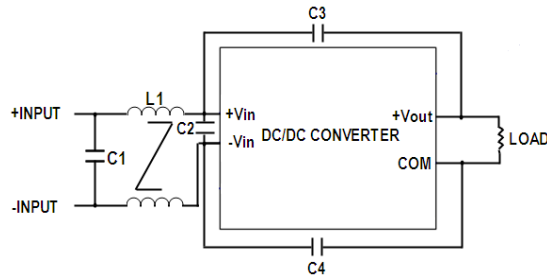 C3
L1
+INPUT
+Vin
+Vout
C2
DC/DC CONVERTER
LOAD
-Vin
C1
COM
-INPUT
C4